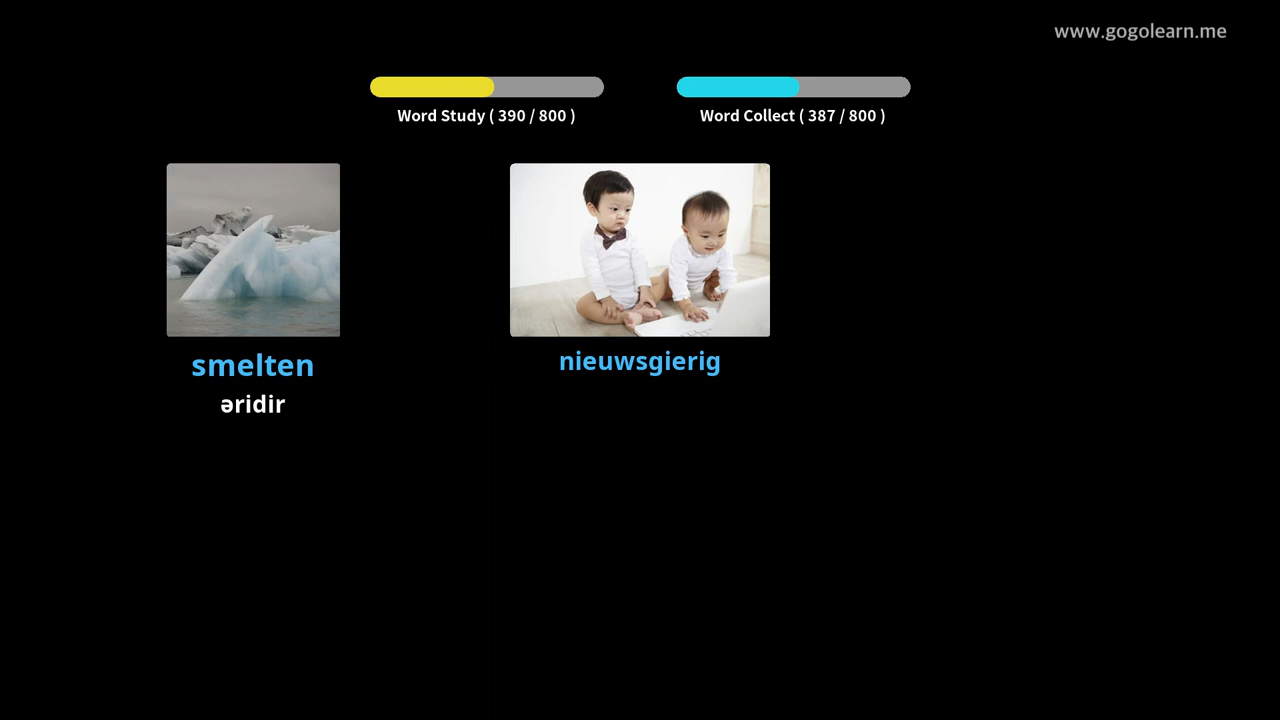 www.gogolearn.me
Word Study ( 390 / 800 )
Word Collect ( 387 / 800 )
smelten
əridir
nieuwsgierig